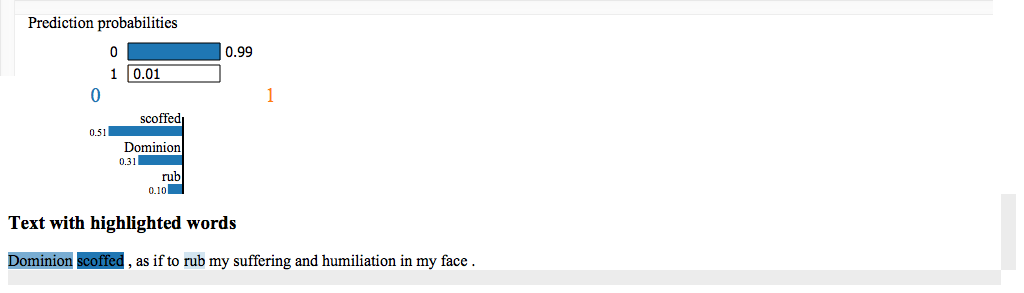 Prediction probabilities
0 0.99
1 0.01
0 1
scoffed
0.51
Dominion
0.31
rub
0.10
Text with highlighted words
Dominion scoffed , as if to rub my suffering and humiliation in my face .